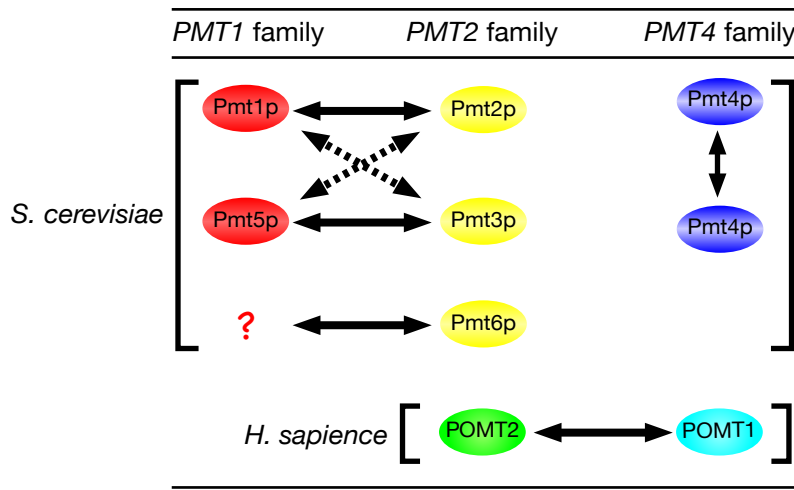 PMT1 family PMT2 family PMT4 family
Pmt1p Pmt2p Pmt4p
S. cerevisiae Pmt5p Pmt3p Pmt4p
? Pmt6p
H. sapience POMT2 POMT1